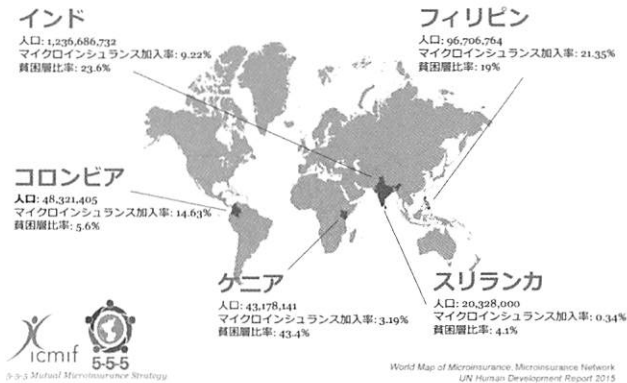 インド
人口: 1,236,686,732
マイクロインシュランス加入率: 9.22%
貧困層比率: 23.6%
フィリピン
人口: 96,706,764
マイクロインシュランス加入率: 21.35%
貧困層比率: 19%
コロンビア
人口: 48,321,405
マイクロインシュランス加入率: 14.63%
貧困層比率: 5.6%
ケニア
人口: 43,178,141
マイクロインシュランス加入率: 3.19%
貧困層比率: 43.4%
スリランカ
人口: 20,328,000
マイクロインシュランス加入率: 0.34%
貧困層比率: 4.1%
icmif
5-5-5
5-5-5 Mutual Microinsurance Strategy
World Map of Microinsurance: Microinsurance Network
UN Human Development Report 2015